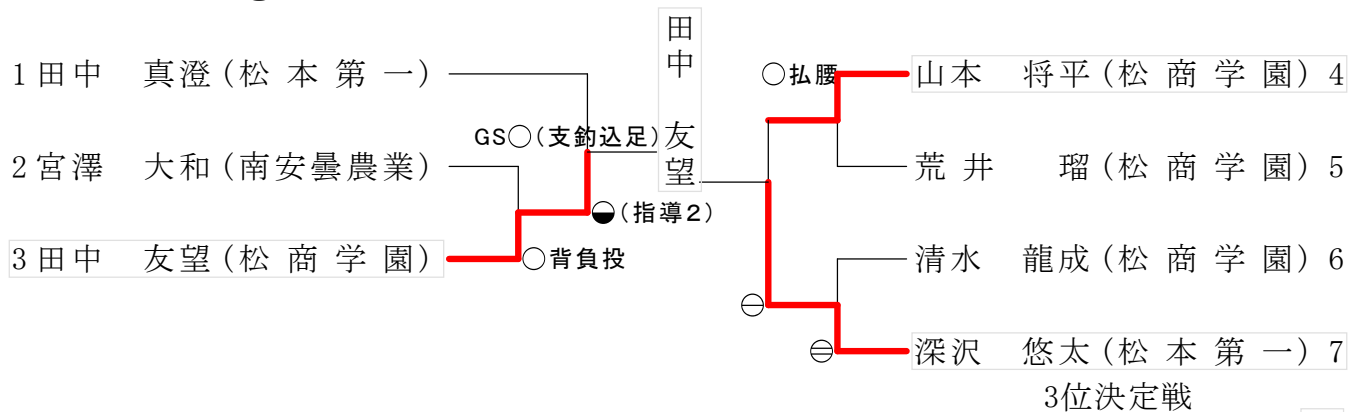 1 田中 真澄 (松本第一)
2 宮澤 大和 (南安曇農業)
3 田中 友望 (松商学園)
GS○(支釣込足)
○背負投
(指導2)
田中 友望
○払腰
山本 将平 (松商学園) 4
荒井 瑠 (松商学園) 5
清水 龍成 (松商学園) 6
深沢 悠太 (松本第一) 7
3位決定戦